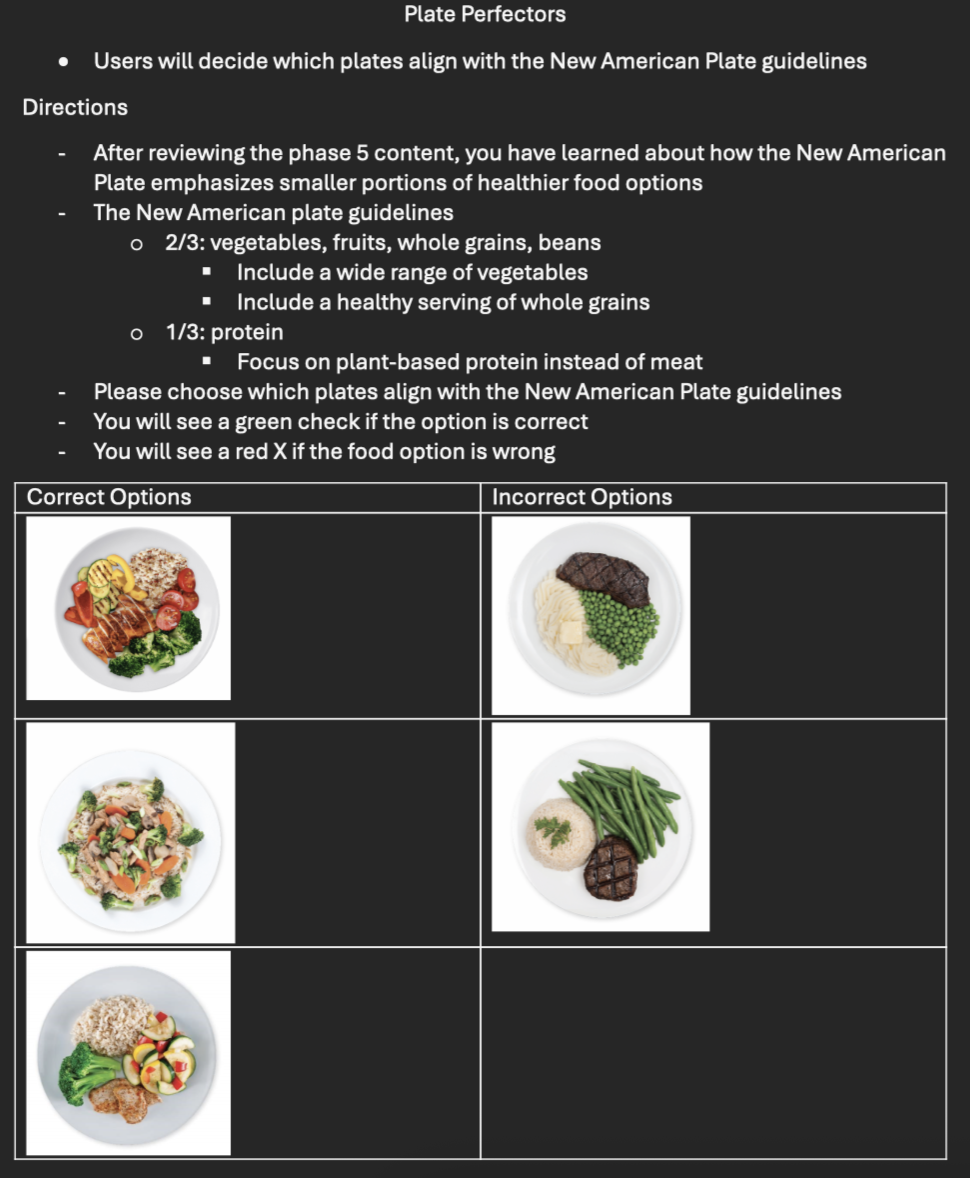 Plate Perfectors
● Users will decide which plates align with the New American Plate guidelines
Directions
- After reviewing the phase 5 content, you have learned about how the New American
Plate emphasizes smaller portions of healthier food options
- The New American plate guidelines
o 2/3: vegetables, fruits, whole grains, beans
▪ Include a wide range of vegetables
▪ Include a healthy serving of whole grains
o 1/3: protein
▪ Focus on plant-based protein instead of meat
- Please choose which plates align with the New American Plate guidelines
- You will see a green check if the option is correct
- You will see a red X if the food option is wrong
Correct Options
Incorrect Options